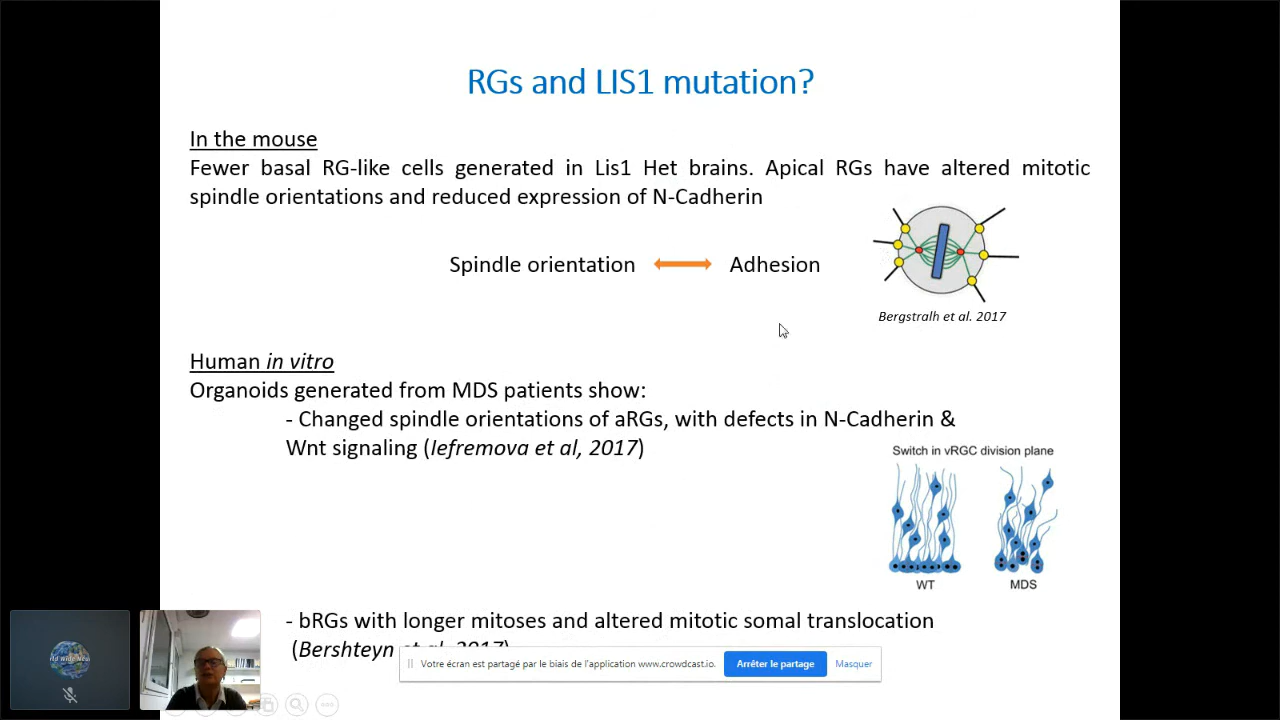 RGs and LIS1 mutation?
In the mouse
Fewer basal RG-like cells generated in Lis1 Het brains. Apical RGs have altered mitotic
spindle orientations and reduced expression of N-Cadherin
Spindle orientation
Adhesion
Bergstralh et al. 2017
Human in vitro
Organoids generated from MDS patients show:
- Changed spindle orientations of aRGs, with defects in N-Cadherin &
Wnt signaling (Iefremova et al, 2017)
Switch in vRGC division plane
WT
MDS
- bRGs with longer mitoses and altered mitotic somal translocation
(Bershteyn et al. 2017)
Votre écran est partagé par le biais de l'application www.crowdcast.io.
Arrêter le partage
Masquer